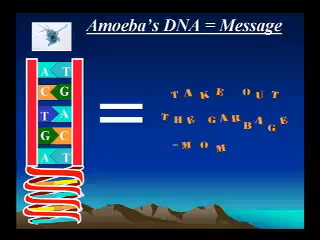 Amoeba's DNA = Message
A T
C G
T A
G C
A T
=
TAKE OUT
THE GARBAGE
-MOM